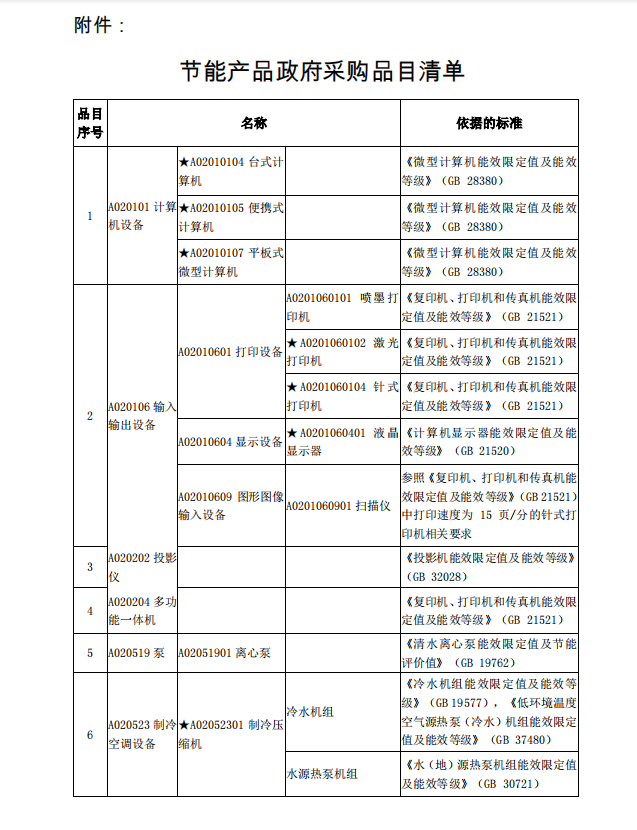 附件：
节能产品政府采购品目清单
品目
序号
名称
依据的标准
1
A020101 计算
机设备
★A02010104 台式计
算机
《微型计算机能效限定值及能效
等级》（GB 28380）
★A02010105 便携式
计算机
《微型计算机能效限定值及能效
等级》（GB 28380）
★A02010107 平板式
微型计算机
《微型计算机能效限定值及能效
等级》（GB 28380）
2
A020106 输入
输出设备
A02010601 打印设备
A0201060101 喷墨打
印机
《复印机、打印机和传真机能效限
定值及能效等级》（GB 21521）
★A0201060102 激光
打印机
《复印机、打印机和传真机能效限
定值及能效等级》（GB 21521）
★A0201060104 针式
打印机
《复印机、打印机和传真机能效限
定值及能效等级》（GB 21521）
A02010604 显示设备
★A0201060401 液晶
显示器
《计算机显示器能效限定值及能
效等级》（GB 21520）
A02010609 图形图像
输入设备
A0201060901 扫描仪
参照《复印机、打印机和传真机能
效限定值及能效等级》（GB 21521）
中打印速度为 15 页/分的针式打
印机相关要求
3
A020202 投影
仪
《投影机能效限定值及能效等级》
（GB 32028）
4
A020204 多功
能一体机
《复印机、打印机和传真机能效限
定值及能效等级》（GB 21521）
5
A020519 泵
A02051901 离心泵
《清水离心泵能效限定值及节能
评价值》（GB 19762）
6
A020523 制冷
空调设备
★A02052301 制冷压
缩机
冷水机组
《冷水机组能效限定值及能效等
级》（GB 19577），《低环境温度
空气源热泵（冷水）机组能效限定
值及能效等级》（GB 37480）
水源热泵机组
《水（地）源热泵机组能效限定值
及能效等级》（GB 30721）